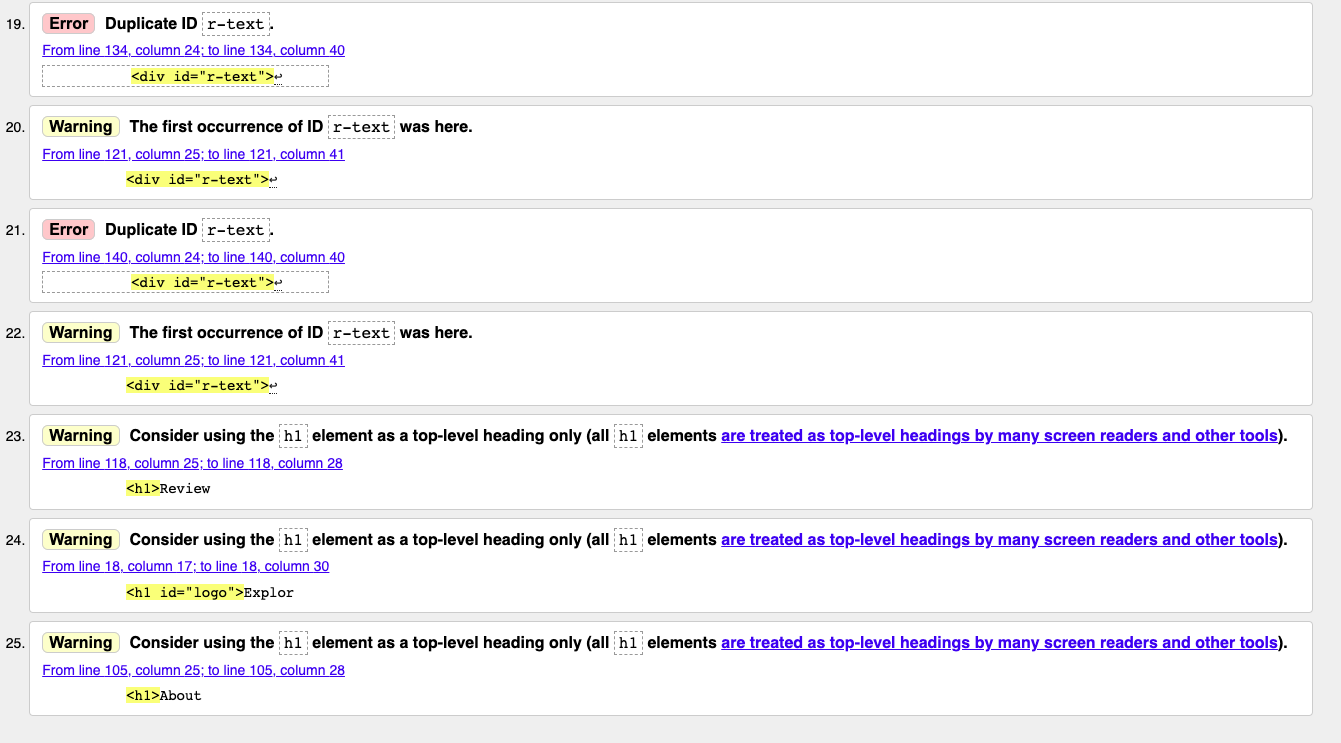 19. Error Duplicate ID r-text.
From line 134, column 24; to line 134, column 40
<div id="r-text">↩
20. Warning The first occurrence of ID r-text was here.
From line 121, column 25; to line 121, column 41
<div id="r-text">↩
21. Error Duplicate ID r-text.
From line 140, column 24; to line 140, column 40
<div id="r-text">↩
22. Warning The first occurrence of ID r-text was here.
From line 121, column 25; to line 121, column 41
<div id="r-text">↩
23. Warning Consider using the h1 element as a top-level heading only (all h1 elements are treated as top-level headings by many screen readers and other tools).
From line 118, column 25; to line 118, column 28
<h1>Review
24. Warning Consider using the h1 element as a top-level heading only (all h1 elements are treated as top-level headings by many screen readers and other tools).
From line 18, column 17; to line 18, column 30
<h1 id="logo">Explor
25. Warning Consider using the h1 element as a top-level heading only (all h1 elements are treated as top-level headings by many screen readers and other tools).
From line 105, column 25; to line 105, column 28
<h1>About